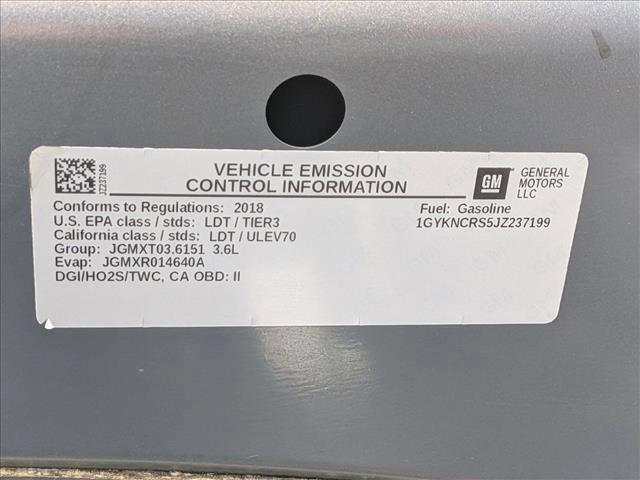 JZ237199
VEHICLE EMISSION
CONTROL INFORMATION
GM
GENERAL
MOTORS
LLC
Conforms to Regulations: 2018
U.S. EPA class / stds: LDT / TIER3
California class / stds: LDT / ULEV70
Group: JGMXT03.6151 3.6L
Evap: JGMXR014640A
DGI/HO2S/TWC, CA OBD: II
Fuel: Gasoline
1GYKNCRS5JZ237199